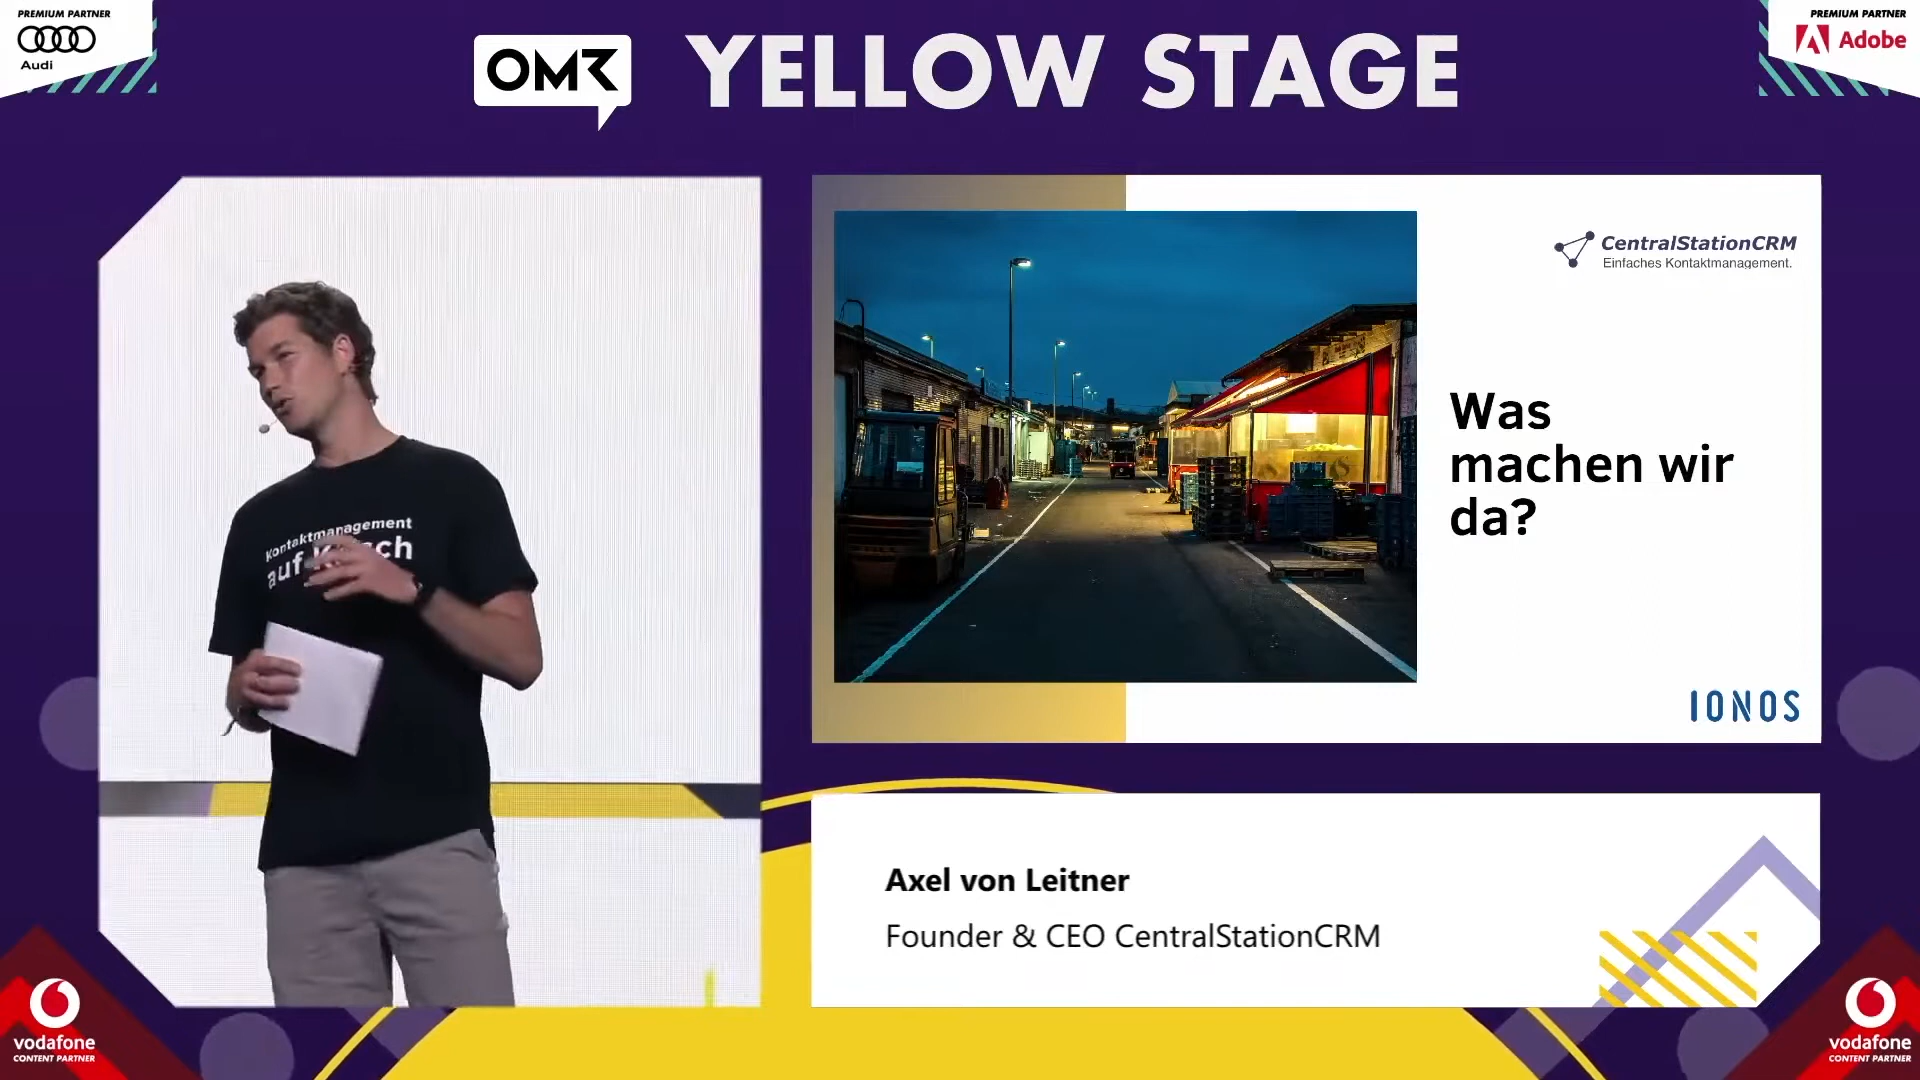 PREMIUM PARTNER
Audi
OMR YELLOW STAGE
PREMIUM PARTNER
Adobe
Kontaktmanagement
auf
CentralStationCRM
Einfaches Kontaktmanagement.
Was
machen wir
da?
IONOS
Axel von Leitner
Founder & CEO CentralStationCRM
vodafone
CONTENT PARTNER
vodafone
CONTENT PARTNER